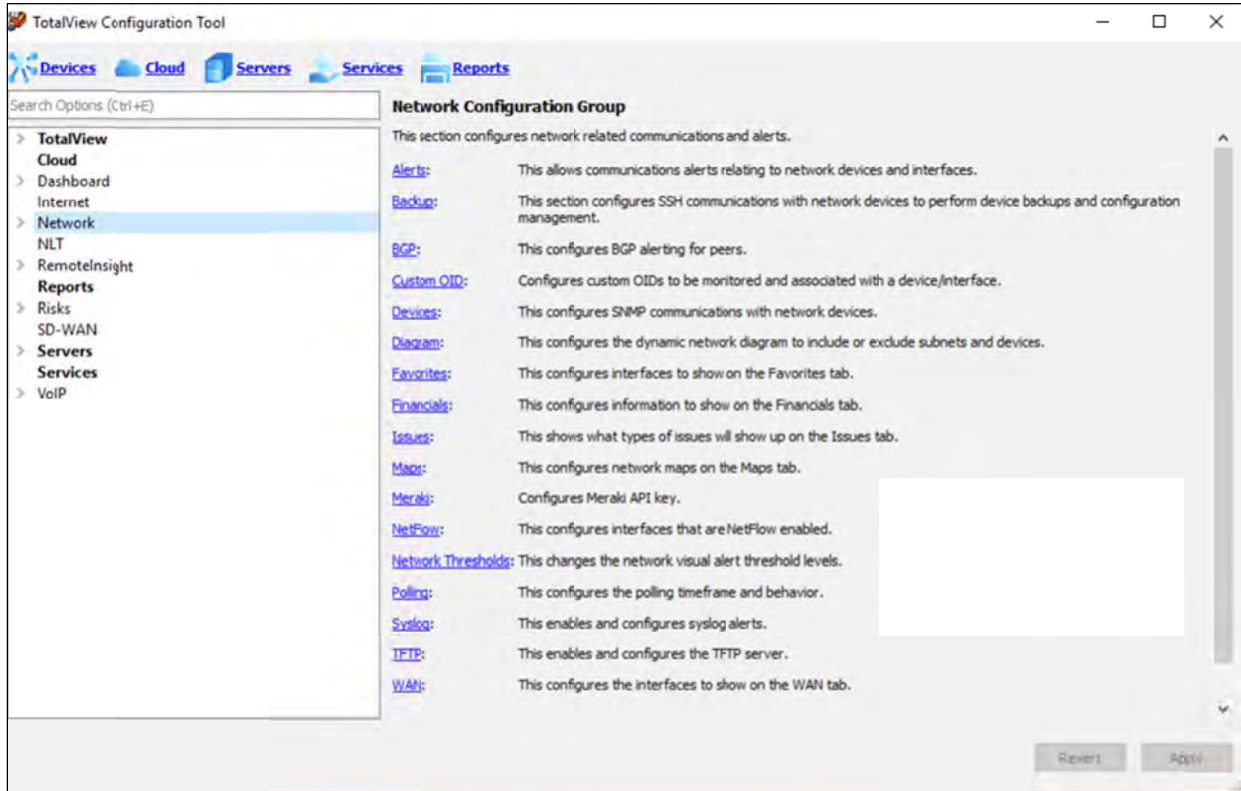 TotalView Configuration Tool
Devices Cloud Servers Services Reports
Search Options (Ctrl+E)
TotalView
Cloud
Dashboard
Internet
Network
NLT
RemoteInsight
Reports
Risks
SD-WAN
Servers
Services
VoIP
Network Configuration Group
This section configures network related communications and alerts.
Alerts: This allows communications alerts relating to network devices and interfaces.
Backup: This section configures SSH communications with network devices to perform device backups and configuration
management.
BGP: This configures BGP alerting for peers.
Custom OID: Configures custom OIDs to be monitored and associated with a device/interface.
Devices: This configures SNMP communications with network devices.
Diagram: This configures the dynamic network diagram to include or exclude subnets and devices.
Favorites: This configures interfaces to show on the Favorites tab.
Financials: This configures information to show on the Financials tab.
Issues: This shows what types of issues will show up on the Issues tab.
Maps: This configures network maps on the Maps tab.
Meraki: Configures Meraki API key.
NetFlow: This configures interfaces that are NetFlow enabled.
Network Thresholds: This changes the network visual alert threshold levels.
Polling: This configures the polling timeframe and behavior.
Syslog: This enables and configures syslog alerts.
TFTP: This enables and configures the TFTP server.
WAN: This configures the interfaces to show on the WAN tab.
Revert Apply